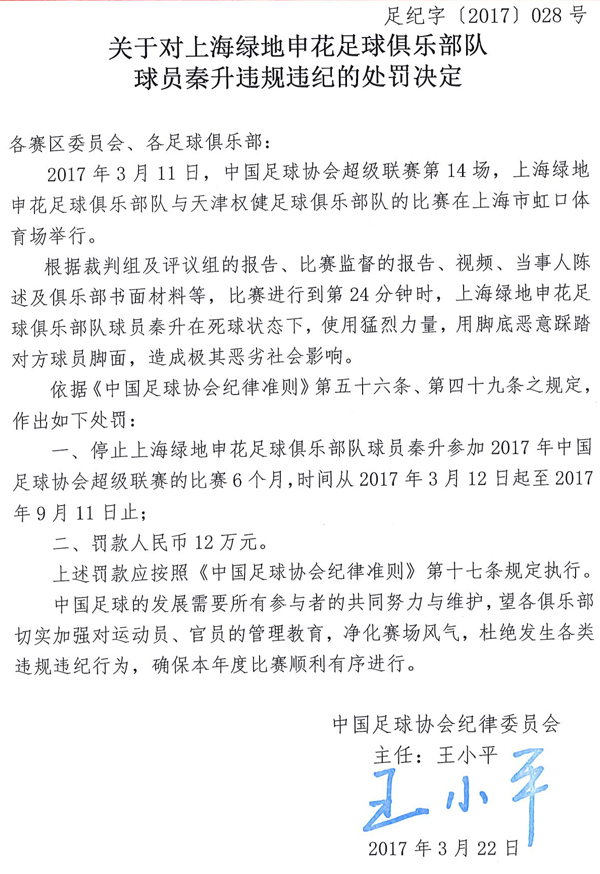 足纪字〔2017〕028 号
关于对上海绿地申花足球俱乐部队
球员秦升违规违纪的处罚决定
各赛区委员会、各足球俱乐部：
2017 年 3 月 11 日，中国足球协会超级联赛第 14 场，上海绿地
申花足球俱乐部队与天津权健足球俱乐部队的比赛在上海市虹口体
育场举行。
根据裁判组及评议组的报告、比赛监督的报告、视频、当事人陈
述及俱乐部书面材料等，比赛进行到第 24 分钟时，上海绿地申花足
球俱乐部队球员秦升在死球状态下，使用猛烈力量，用脚底恶意踩踏
对方球员脚面，造成极其恶劣社会影响。
依据《中国足球协会纪律准则》第五十六条、第四十九条之规定，
作出如下处罚：
一、停止上海绿地申花足球俱乐部队球员秦升参加 2017 年中国
足球协会超级联赛的比赛 6 个月，时间从 2017 年 3 月 12 日起至 2017
年 9 月 11 日止；
二、罚款人民币 12 万元。
上述罚款应按照《中国足球协会纪律准则》第十七条规定执行。
中国足球的发展需要所有参与者的共同努力与维护，望各俱乐部
切实加强对运动员、官员的管理教育，净化赛场风气，杜绝发生各类
违规违纪行为，确保本年度比赛顺利有序进行。
中国足球协会纪律委员会
主任：王小平
王小平
2017 年 3 月 22 日